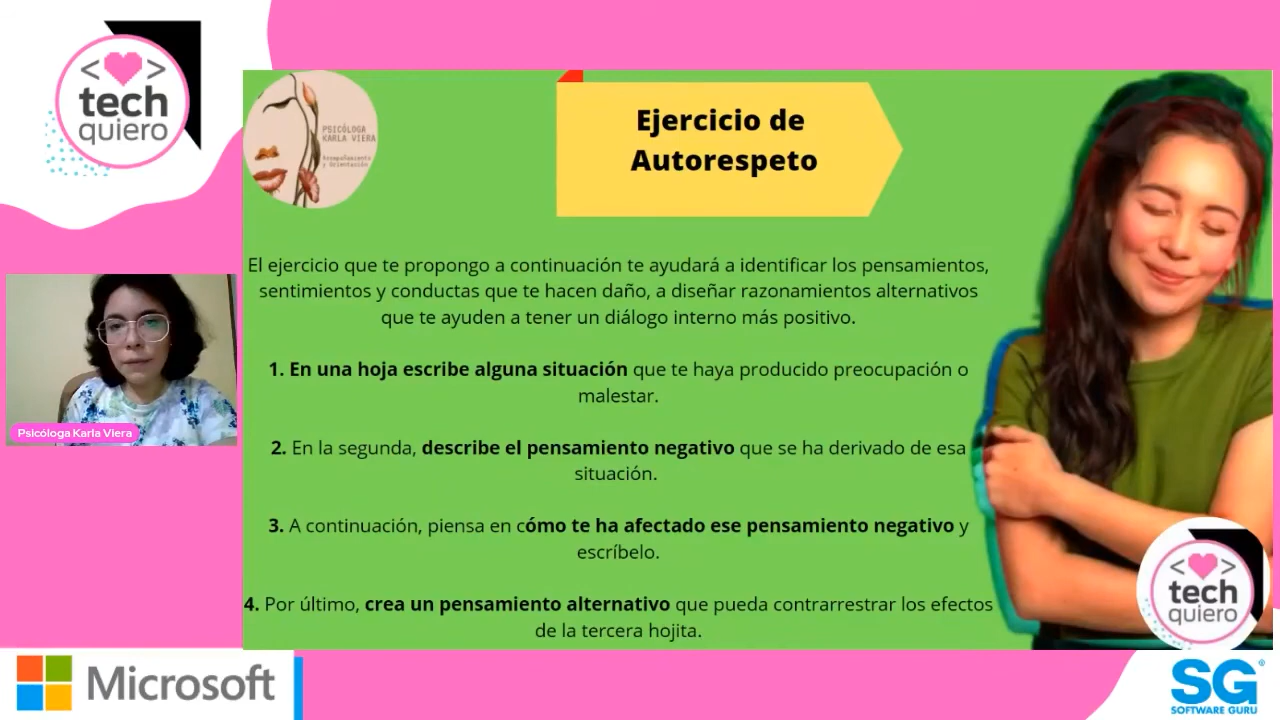 < >
tech
quiero
PSICÓLOGA
KARLA VIERA
Acompañamiento
y Orientación
Ejercicio de
Autorespeto
El ejercicio que te propongo a continuación te ayudará a identificar los pensamientos,
sentimientos y conductas que te hacen daño, a diseñar razonamientos alternativos
que te ayuden a tener un diálogo interno más positivo.
1. En una hoja escribe alguna situación que te haya producido preocupación o
malestar.
2. En la segunda, describe el pensamiento negativo que se ha derivado de esa
situación.
3. A continuación, piensa en cómo te ha afectado ese pensamiento negativo y
escríbelo.
4. Por último, crea un pensamiento alternativo que pueda contrarrestrar los efectos
de la tercera hojita.
Psicóloga Karla Viera
< >
tech
quiero
Microsoft
SG®
SOFTWARE GURU